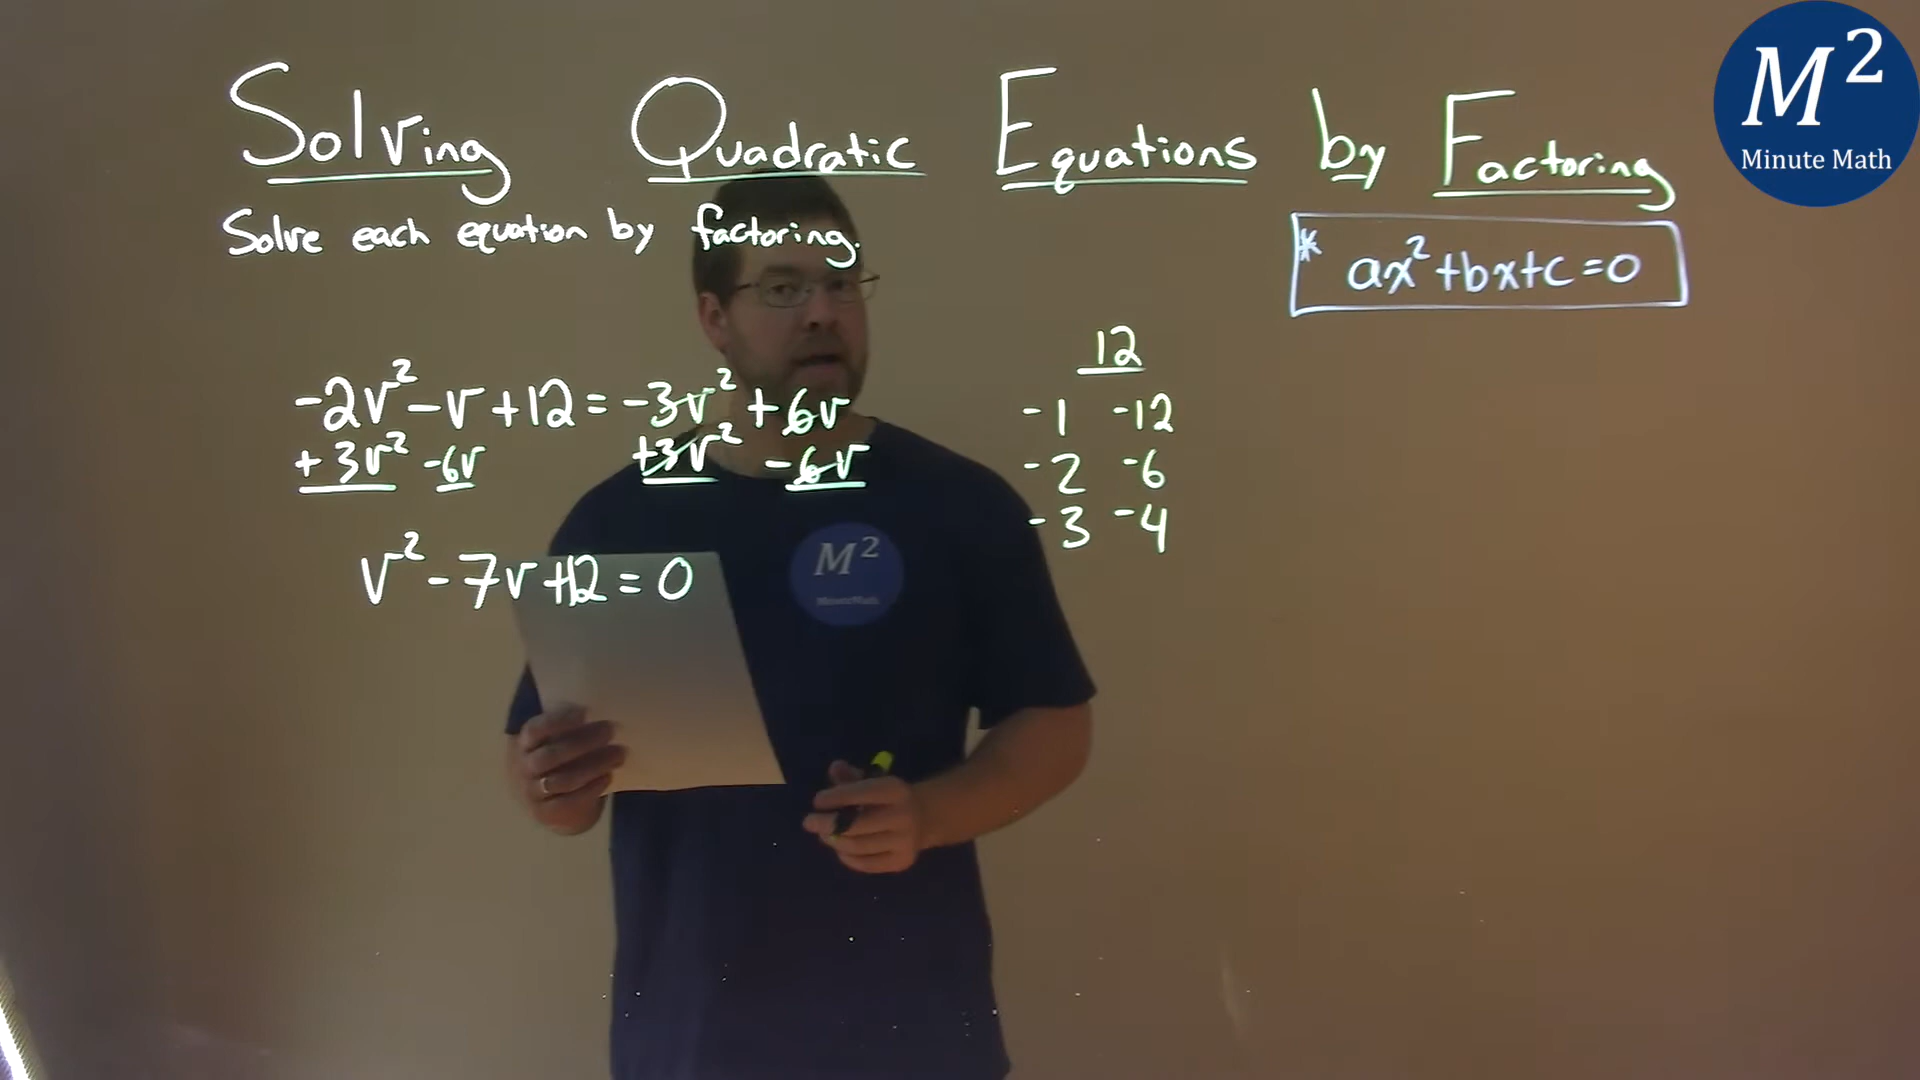 Solving Quadratic Equations by Factoring
M²
Minute Math
Solve each equation by factoring.
* ax²+bx+c=0
-2v²-v+12=-3v²+6v
+3v² -6v +3v² -6v
v²-7v+12=0
12
-1 -12
-2 -6
-3 -4
M²
MinuteMath